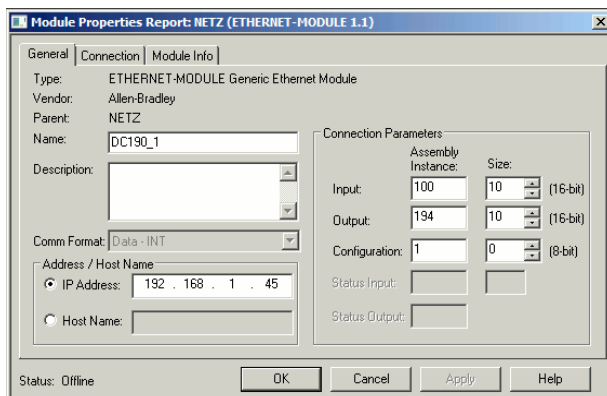 Module Properties Report: NETZ (ETHERNET-MODULE 1.1)
General Connection Module Info
Type: ETHERNET-MODULE Generic Ethernet Module
Vendor: Allen-Bradley
Parent: NETZ
Name: DC190_1
Description:
Comm Format: Data - INT
Address / Host Name
IP Address: 192 . 168 . 1 . 45
Host Name:
Connection Parameters
Assembly Instance: Size:
Input: 100 10 (16-bit)
Output: 194 10 (16-bit)
Configuration: 1 0 (8-bit)
Status Input:
Status Output:
Status: Offline OK Cancel Apply Help